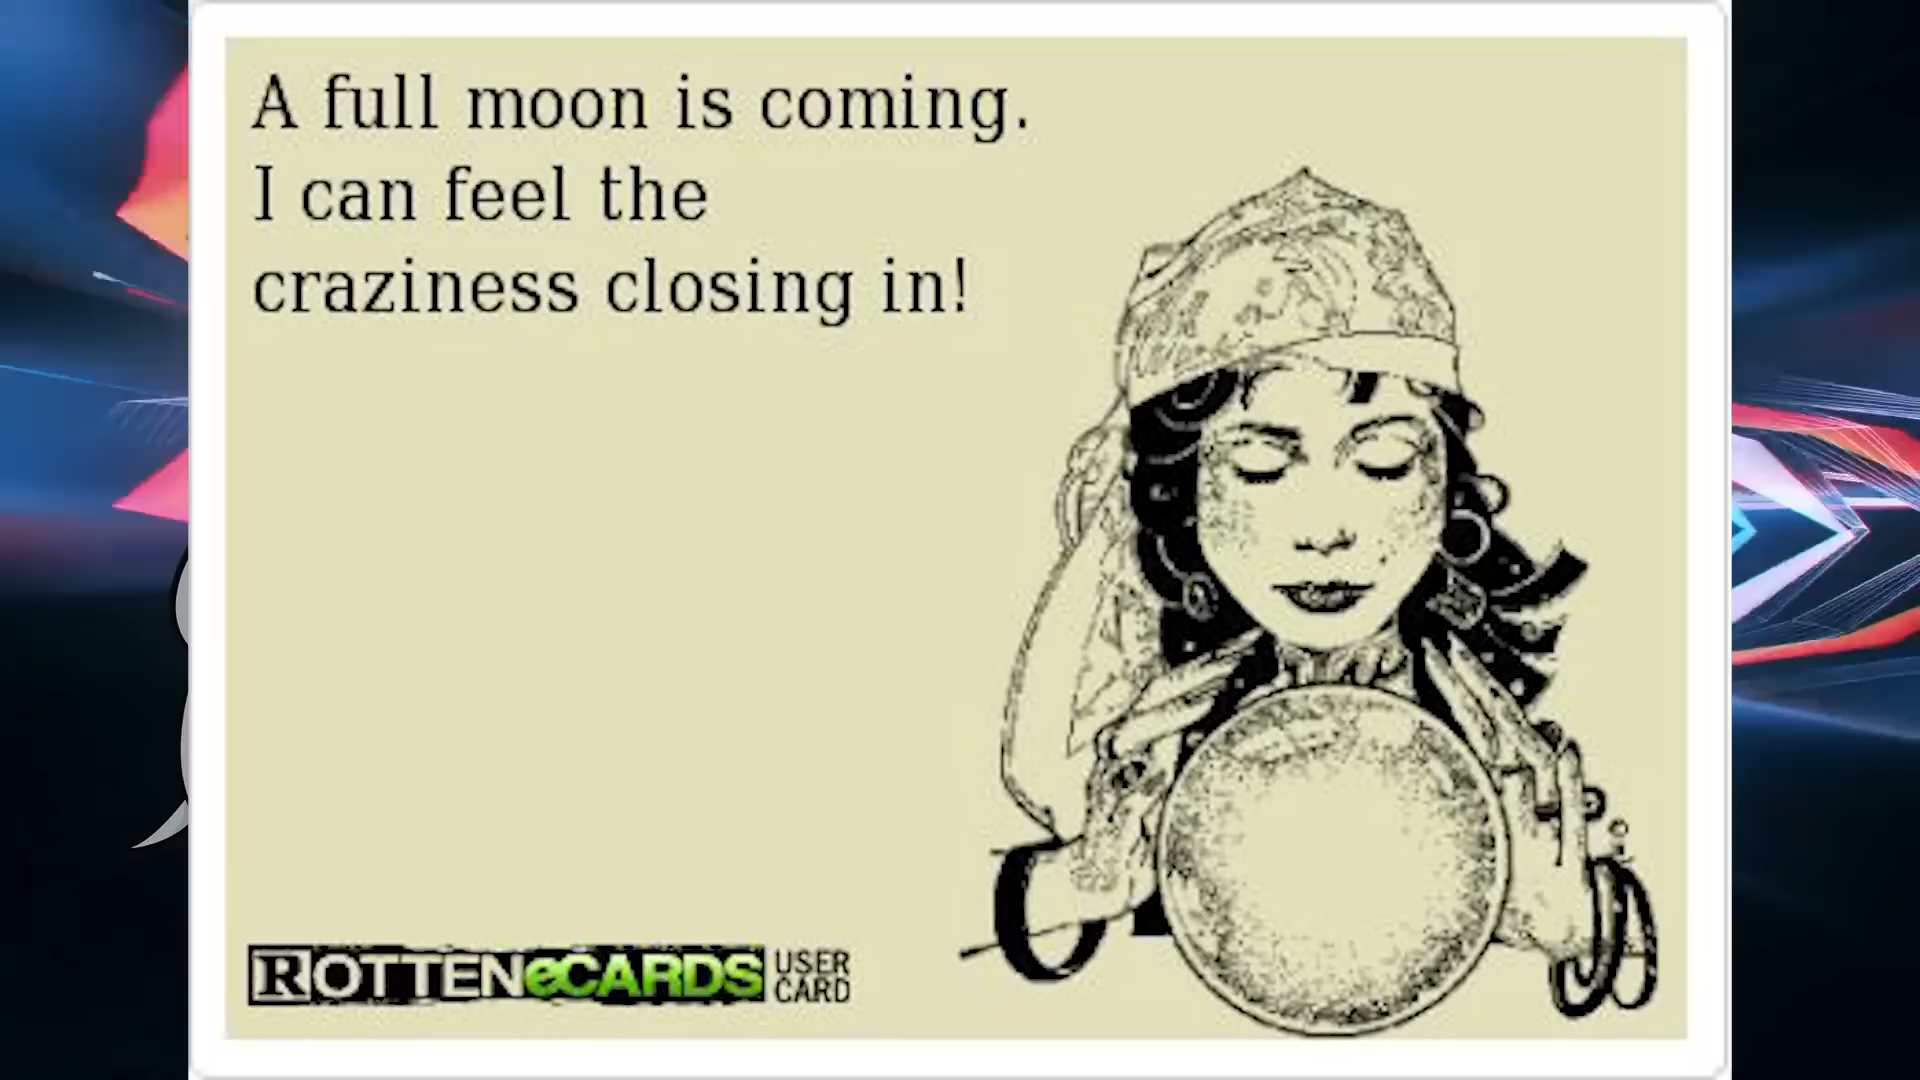 A full moon is coming.
I can feel the
craziness closing in!
ROTTENeCARDS USER CARD